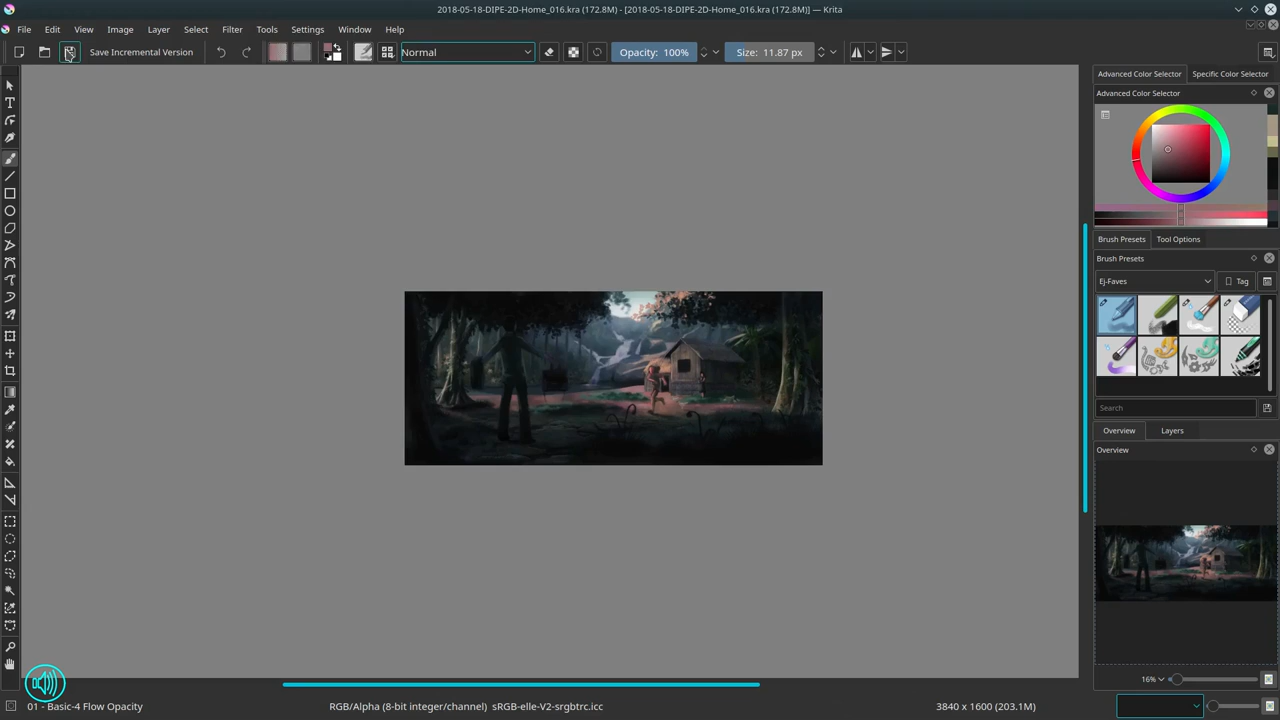 2018-05-18-DIPE-2D-Home_016.kra (172.8M) - [2018-05-18-DIPE-2D-Home_016.kra (172.8M)] — Krita
File Edit View Image Layer Select Filter Tools Settings Window Help
Save Incremental Version Normal Opacity: 100% Size: 11.87 px
Advanced Color Selector Specific Color Selector
Advanced Color Selector
Brush Presets Tool Options
Brush Presets
Ej-Faves Tag
Search
Overview Layers
Overview
16%
01 - Basic-4 Flow Opacity RGB/Alpha (8-bit integer/channel) sRGB-elle-V2-srgbtrc.icc 3840 x 1600 (203.1M)